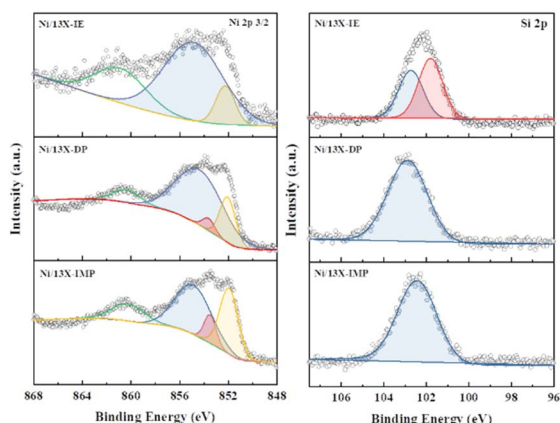 Ni/13X-IE
Ni 2p 3/2
Ni/13X-DP
Ni/13X-IMP
Intensity (a.u.)
868 864 860 856 852 848
Binding Energy (eV)
Ni/13X-IE
Si 2p
Ni/13X-DP
Ni/13X-IMP
Intensity (a.u.)
106 104 102 100 98 96
Binding Energy (eV)